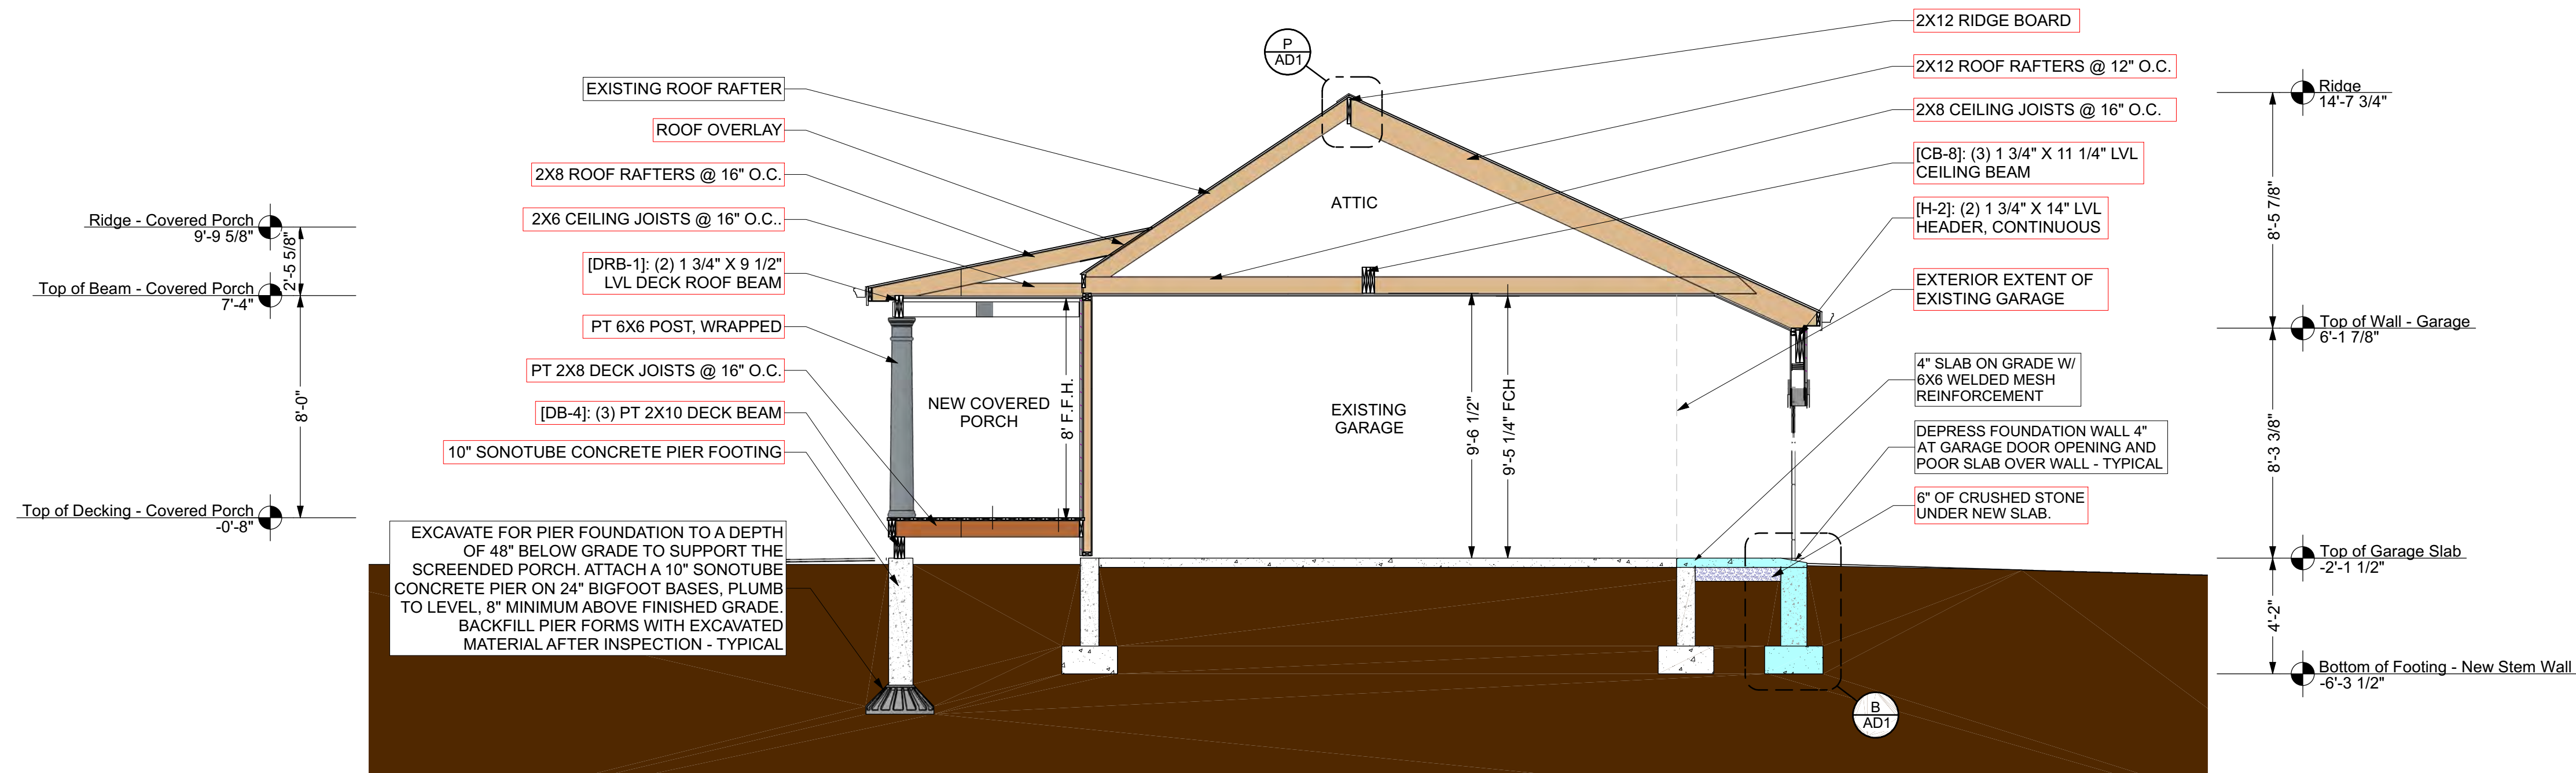 P
AD1
EXISTING ROOF RAFTER
ROOF OVERLAY
2X8 ROOF RAFTERS @ 16" O.C.
2X6 CEILING JOISTS @ 16" O.C..
[DRB-1]: (2) 1 3/4" X 9 1/2"
LVL DECK ROOF BEAM
PT 6X6 POST, WRAPPED
PT 2X8 DECK JOISTS @ 16" O.C.
[DB-4]: (3) PT 2X10 DECK BEAM
10" SONOTUBE CONCRETE PIER FOOTING
EXCAVATE FOR PIER FOUNDATION TO A DEPTH
OF 48" BELOW GRADE TO SUPPORT THE
SCREENDED PORCH. ATTACH A 10" SONOTUBE
CONCRETE PIER ON 24" BIGFOOT BASES, PLUMB
TO LEVEL, 8" MINIMUM ABOVE FINISHED GRADE.
BACKFILL PIER FORMS WITH EXCAVATED
MATERIAL AFTER INSPECTION - TYPICAL
Ridge - Covered Porch
9'-9 5/8"
2'-5 5/8"
Top of Beam - Covered Porch
7'-4"
8'-0"
Top of Decking - Covered Porch
-0'-8"
NEW COVERED
PORCH
8' F.F.H.
ATTIC
EXISTING
GARAGE
9'-6 1/2"
9'-5 1/4" FCH
2X12 RIDGE BOARD
2X12 ROOF RAFTERS @ 12" O.C.
2X8 CEILING JOISTS @ 16" O.C.
[CB-8]: (3) 1 3/4" X 11 1/4" LVL
CEILING BEAM
[H-2]: (2) 1 3/4" X 14" LVL
HEADER, CONTINUOUS
EXTERIOR EXTENT OF
EXISTING GARAGE
4" SLAB ON GRADE W/
6X6 WELDED MESH
REINFORCEMENT
DEPRESS FOUNDATION WALL 4"
AT GARAGE DOOR OPENING AND
POOR SLAB OVER WALL - TYPICAL
6" OF CRUSHED STONE
UNDER NEW SLAB.
B
AD1
Ridge
14'-7 3/4"
8'-5 7/8"
Top of Wall - Garage
6'-1 7/8"
8'-3 3/8"
Top of Garage Slab
-2'-1 1/2"
4'-2"
Bottom of Footing - New Stem Wall
-6'-3 1/2"